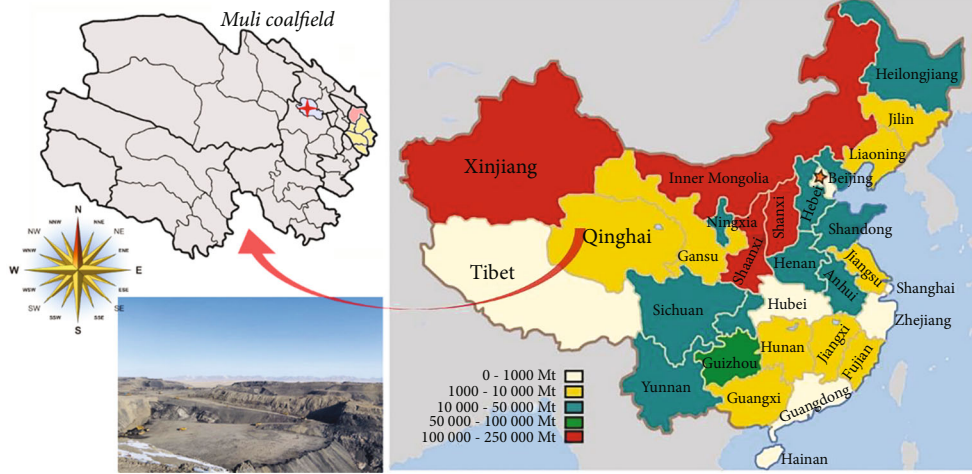 Muli coalfield
N
NNW
NNE
NW
NE
WNW
ENE
W
E
WSW
ESE
SW
SE
SSW
SSE
S
Heilongjiang
Jilin
Liaoning
Xinjiang
Inner Mongolia
Beijing
Hebei
Shanxi
Ningxia
Shandong
Qinghai
Gansu
Shaanxi
Henan
Jiangsu
Tibet
Anhui
Shanghai
Hubei
Sichuan
Zhejiang
Hunan
Jiangxi
Guizhou
Fujian
Yunnan
Guangxi
Guangdong
Hainan
0 - 1000 Mt
1000 - 10 000 Mt
10 000 - 50 000 Mt
50 000 - 100 000 Mt
100 000 - 250 000 Mt